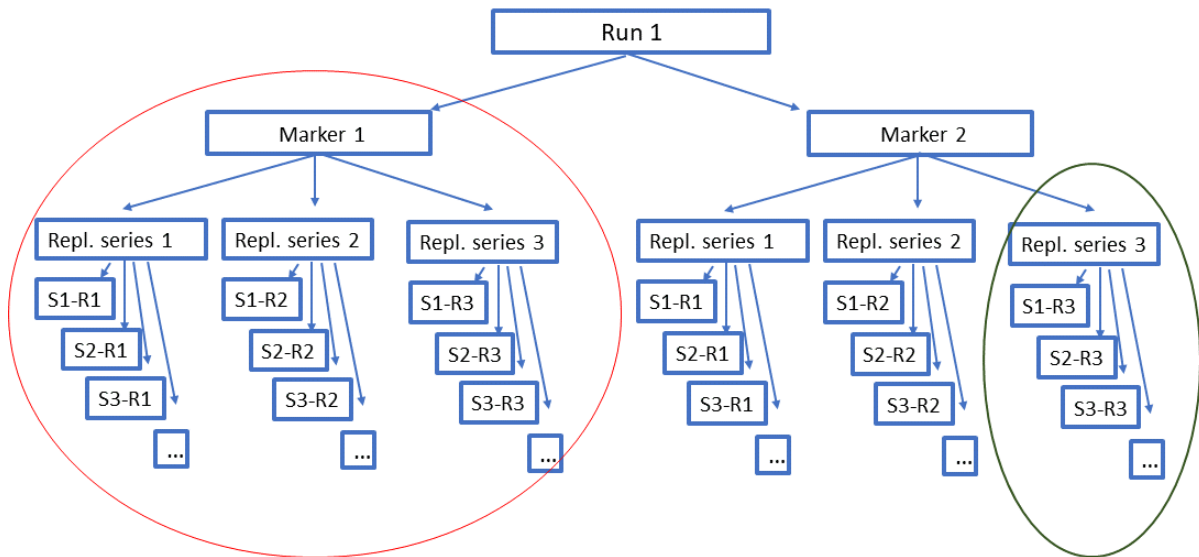 Run 1
Marker 1
Marker 2
Repl. series 1
Repl. series 2
Repl. series 3
Repl. series 1
Repl. series 2
Repl. series 3
S1-R1
S1-R2
S1-R3
S1-R1
S1-R2
S1-R3
S2-R1
S2-R2
S2-R3
S2-R1
S2-R2
S2-R3
S3-R1
S3-R2
S3-R3
S3-R1
S3-R2
S3-R3
...
...
...
...
...
...